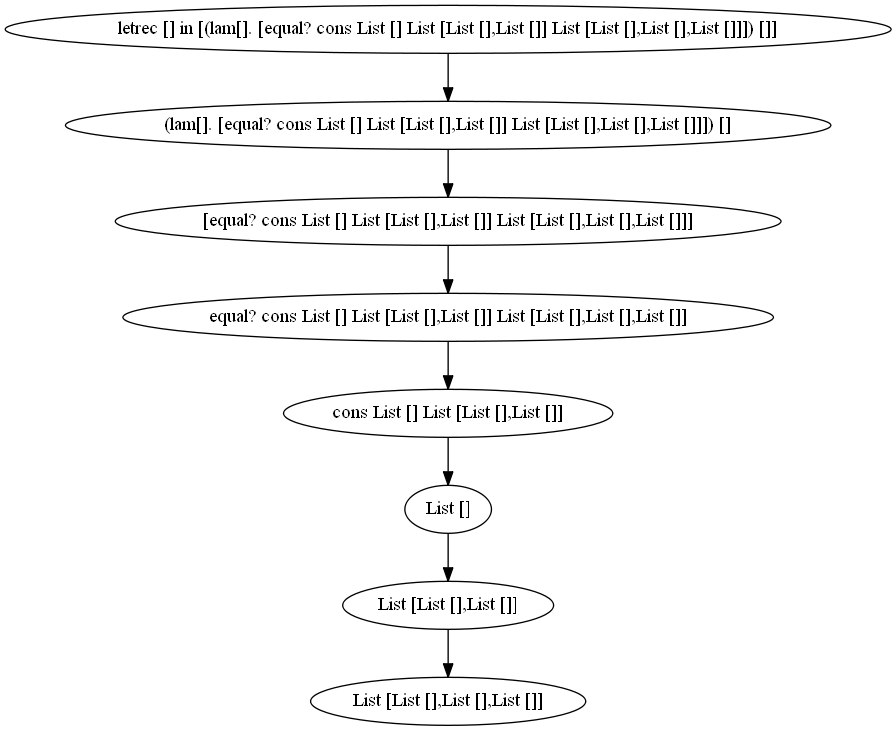 letrec [] in [(lam[]. [equal? cons List [] List [List [],List []] List [List [],List [],List []]]) []]
(lam[]. [equal? cons List [] List [List [],List []] List [List [],List [],List []]]) []
[equal? cons List [] List [List [],List []] List [List [],List [],List []]]
equal? cons List [] List [List [],List []] List [List [],List [],List []]
cons List [] List [List [],List []]
List []
List [List [],List []]
List [List [],List [],List []]